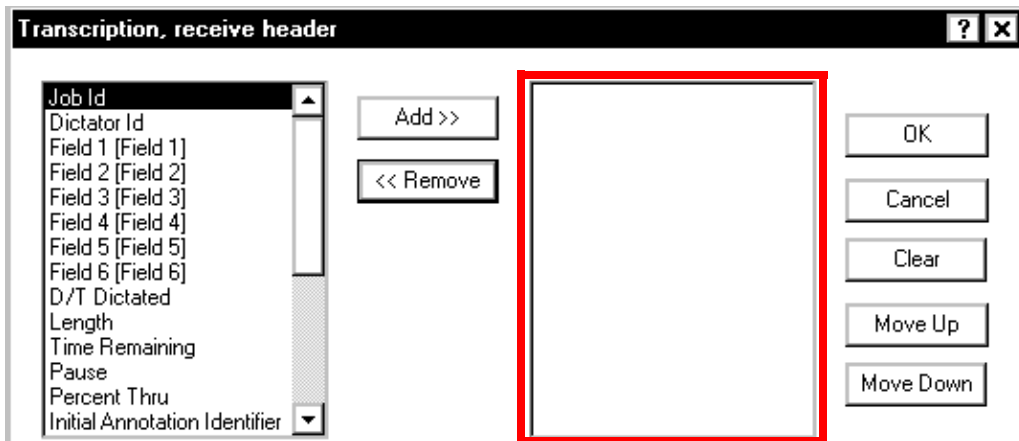 Transcription, receive header
Job Id
Dictator Id
Field 1 [Field 1]
Field 2 [Field 2]
Field 3 [Field 3]
Field 4 [Field 4]
Field 5 [Field 5]
Field 6 [Field 6]
D/T Dictated
Length
Time Remaining
Pause
Percent Thru
Initial Annotation Identifier
Add >>
<< Remove
OK
Cancel
Clear
Move Up
Move Down